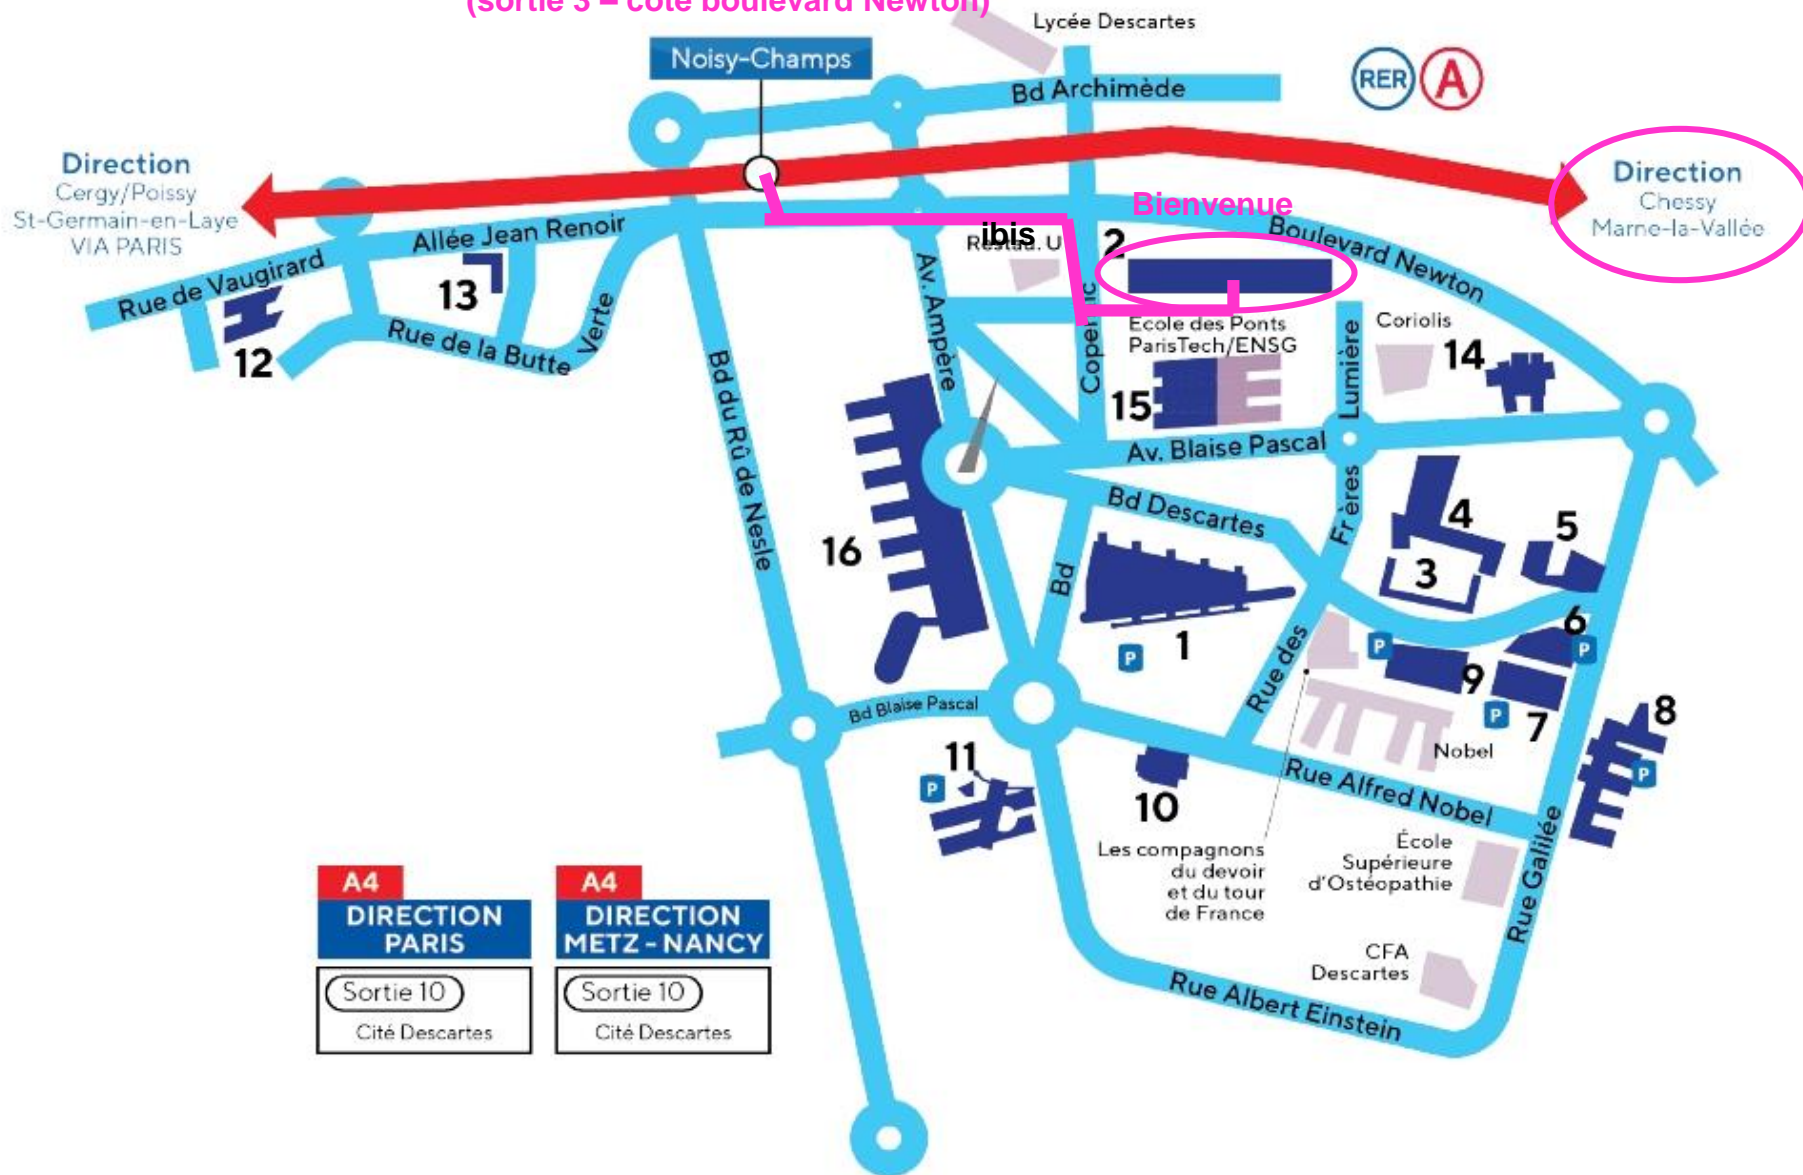 (sortie 3 – coté boulevard Newton)
Lycée Descartes
Noisy-Champs
Bd Archimède
RER A
Direction
Cergy/Poissy
St-Germain-en-Laye
VIA PARIS
Direction
Chessy
Marne-la-Vallée
Bienvenue
Allée Jean Renoir
ibis
Restau. U
2
Boulevard Newton
Rue de Vaugirard
13
12
Rue de la Butte
Verte
Av. Ampère
Copernic
Ecole des Ponts
ParisTech/ENSG
Lumière
Coriolis
14
15
Bd du Rû de Nesle
Av. Blaise Pascal
Bd Descartes
Frères
4
5
3
16
Bd
1
P
6
P
P
Rue des
9
7
P
8
P
Nobel
Bd Blaise Pascal
11
P
10
Rue Alfred Nobel
Les compagnons
du devoir
et du tour
de France
École
Supérieure
d'Ostéopathie
Rue Galilée
CFA
Descartes
Rue Albert Einstein
A4
DIRECTION
PARIS
Sortie 10
Cité Descartes
A4
DIRECTION
METZ - NANCY
Sortie 10
Cité Descartes